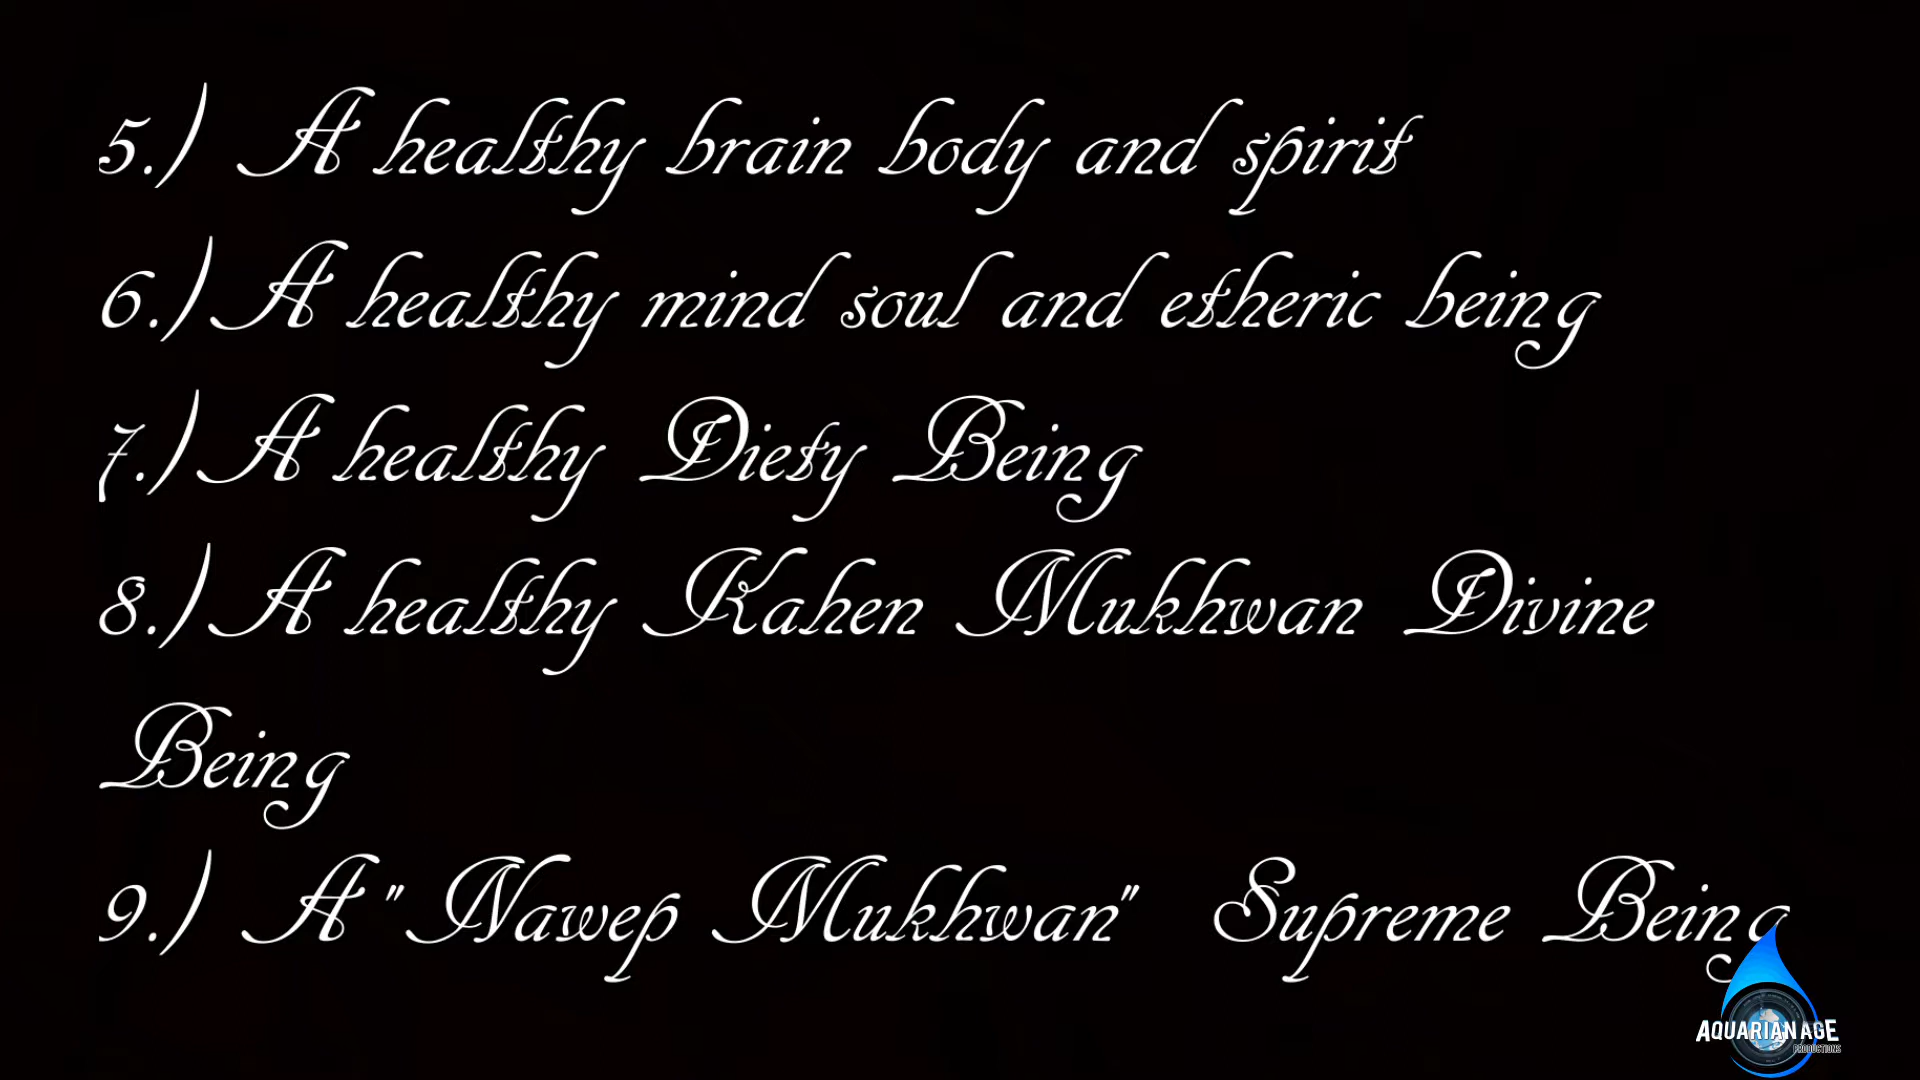 5.) A healthy brain body and spirit
6.) A healthy mind soul and etheric being
7.) A healthy Diety Being
8.) A healthy Kahen Mukhwan Divine
Being
9.) A " Nawep Mukhwan" Supreme Being
AQUARIAN AGE
PRODUCTIONS